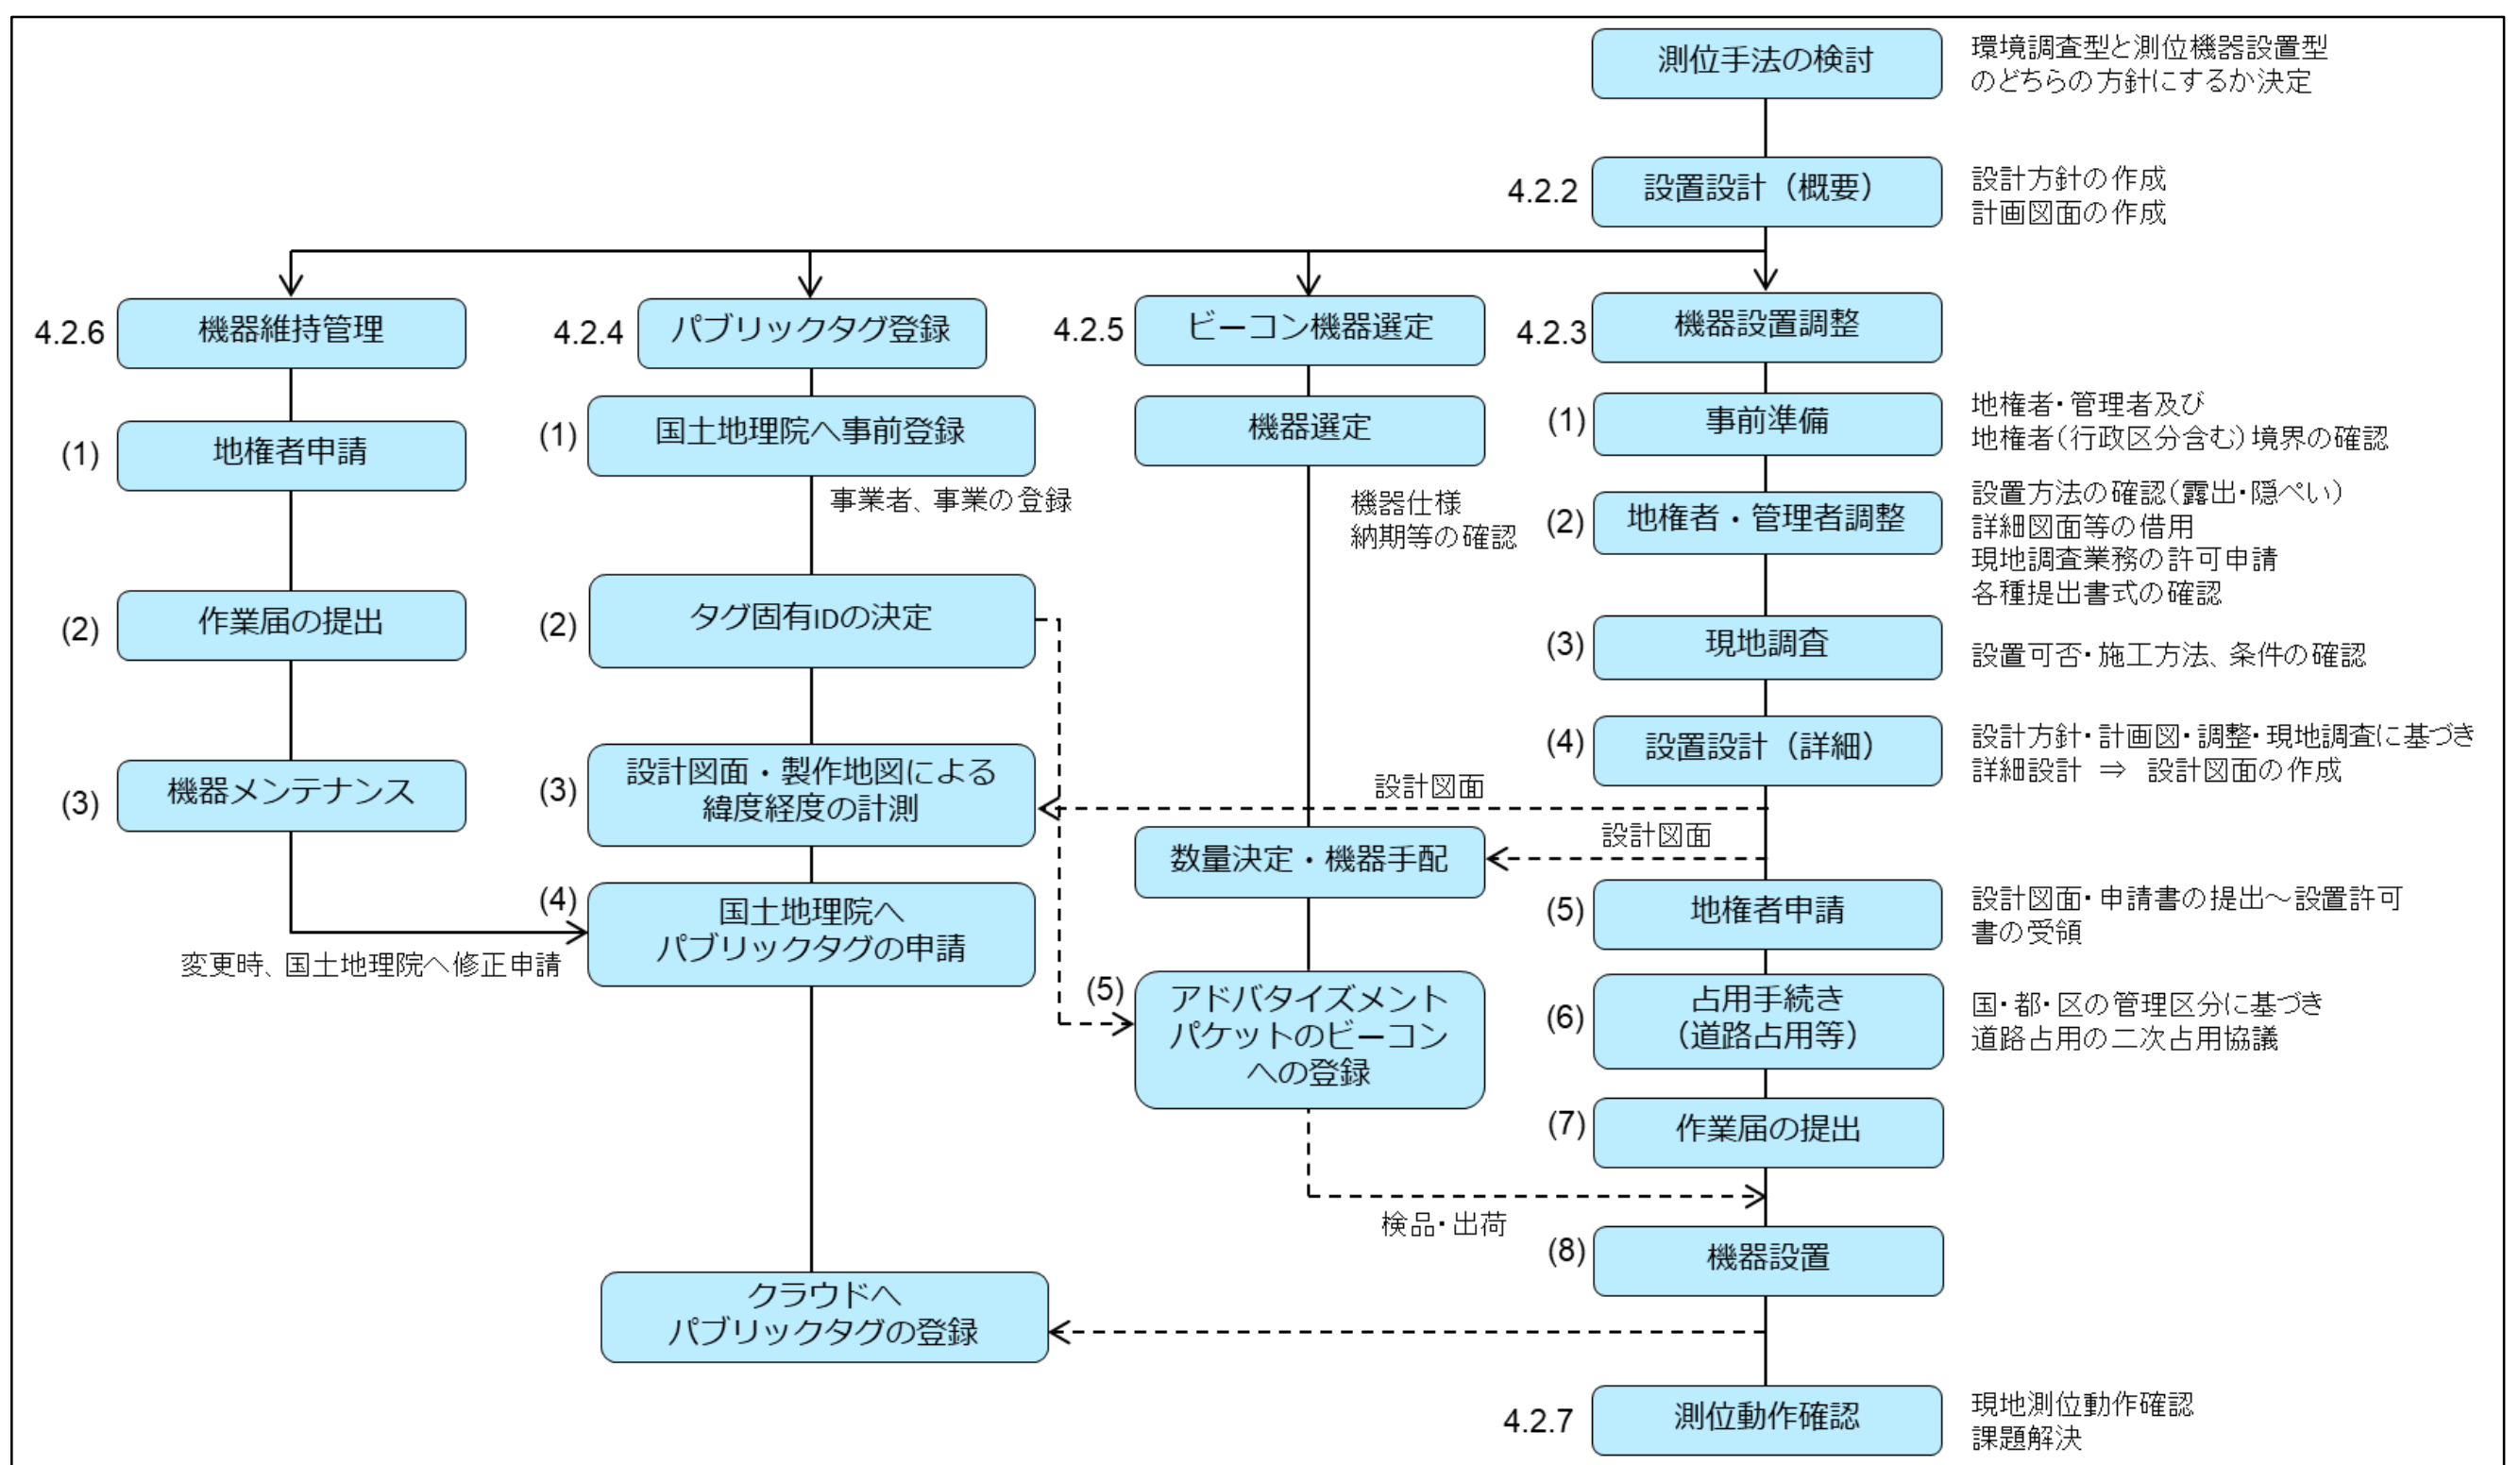 測位手法の検討
環境調査型と測位機器設置型
のどちらの方針にするか決定
4.2.2
設置設計（概要）
設計方針の作成
計画図面の作成
4.2.6
機器維持管理
(1)
地権者申請
(2)
作業届の提出
(3)
機器メンテナンス
変更時、国土地理院へ修正申請
4.2.4
パブリックタグ登録
(1)
国土地理院へ事前登録
事業者、事業の登録
(2)
タグ固有IDの決定
(3)
設計図面・製作地図による
緯度経度の計測
(4)
国土地理院へ
パブリックタグの申請
クラウドへ
パブリックタグの登録
4.2.5
ビーコン機器選定
機器選定
機器仕様
納期等の確認
設計図面
設計図面
数量決定・機器手配
(5)
アドバタイズメント
パケットのビーコン
への登録
検品・出荷
4.2.3
機器設置調整
(1)
事前準備
地権者・管理者及び
地権者（行政区分含む）境界の確認
(2)
地権者・管理者調整
設置方法の確認（露出・隠ぺい）
詳細図面等の借用
現地調査業務の許可申請
各種提出書式の確認
(3)
現地調査
設置可否・施工方法、条件の確認
(4)
設置設計（詳細）
設計方針・計画図・調整・現地調査に基づき
詳細設計 ⇒ 設計図面の作成
(5)
地権者申請
設計図面・申請書の提出～設置許可
書の受領
(6)
占用手続き
（道路占用等）
国・都・区の管理区分に基づき
道路占用の二次占用協議
(7)
作業届の提出
(8)
機器設置
4.2.7
測位動作確認
現地測位動作確認
課題解決